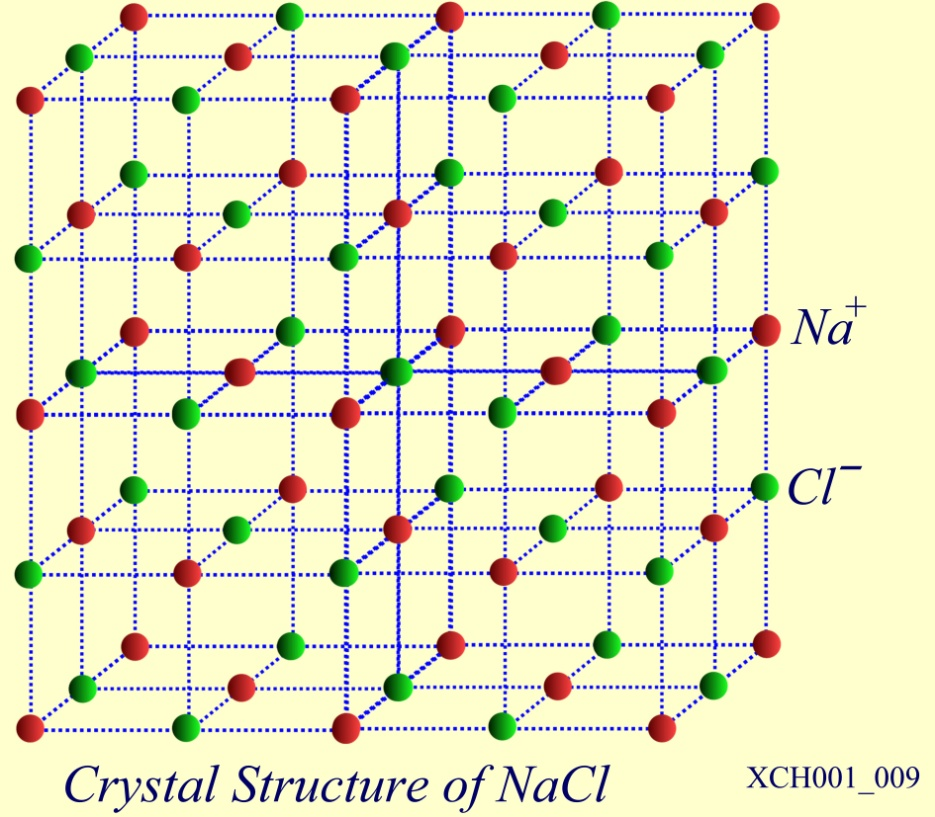 Na⁺
Cl⁻
Crystal Structure of NaCl
XCH001_009